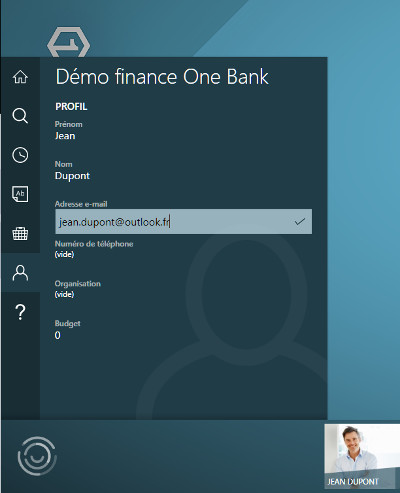 Démo finance One Bank
PROFIL
Prénom
Jean
Nom
Dupont
Adresse e-mail
jean.dupont@outlook.fr
Numéro de téléphone
(vide)
Organisation
(vide)
Budget
0
Ab
?
JEAN DUPONT